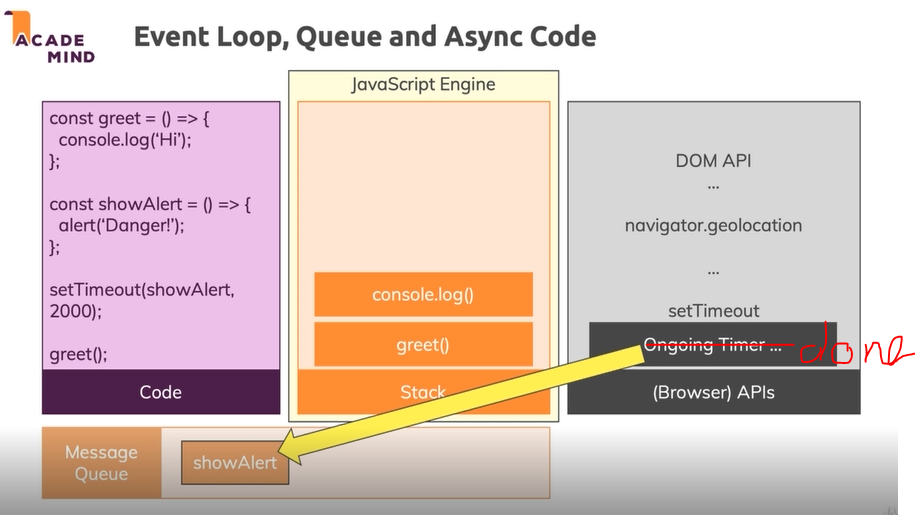 ACADE
MIND
Event Loop, Queue and Async Code
const greet = () => {
console.log(‘Hi’);
};
const showAlert = () => {
alert(‘Danger!’);
};
setTimeout(showAlert,
2000);
greet();
Code
JavaScript Engine
console.log()
greet()
Stack
DOM API
...
navigator.geolocation
...
setTimeout
Ongoing Timer ...
done
(Browser) APIs
Message
Queue
showAlert